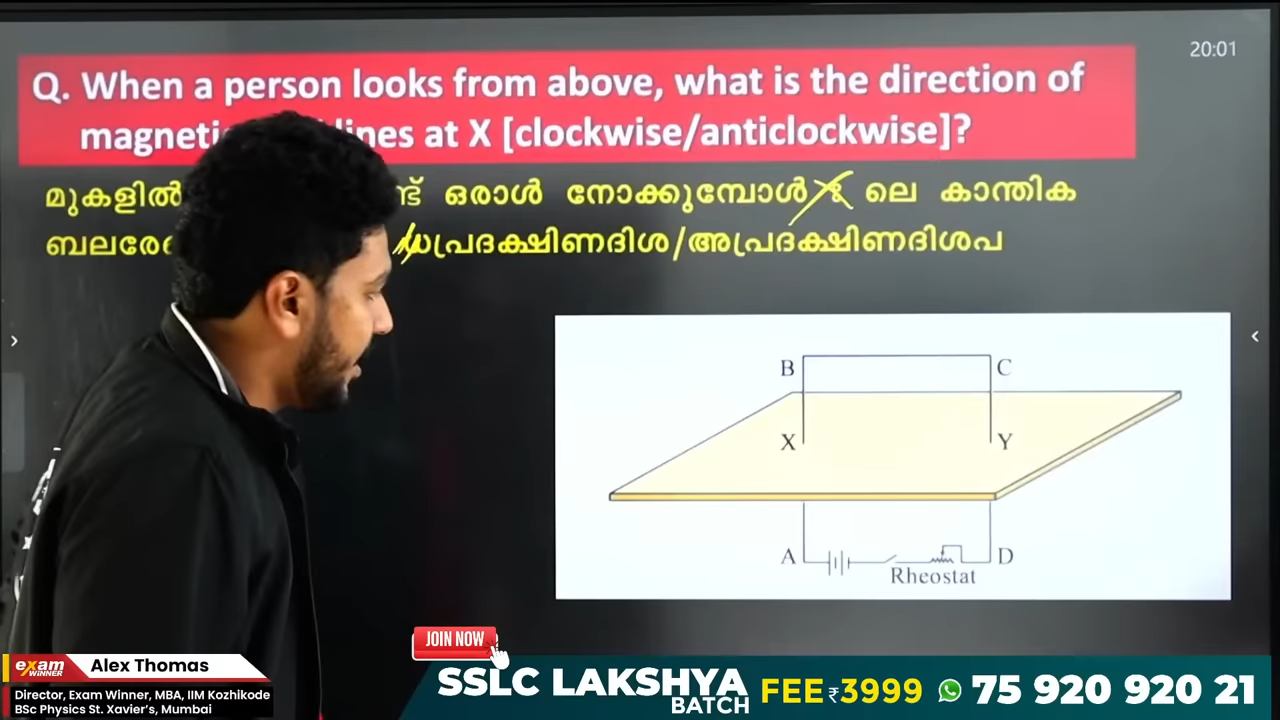 20:01
Q. When a person looks from above, what is the direction of
lines at X [clockwise/anticlockwise]?
മുകളിൽ ഒരാൾ നോക്കുമ്പോൾ ലെ കാന്തിക
പ്രദക്ഷിണദിശ/അപ്രദക്ഷിണദിശപ
B C
X Y
A D
Rheostat
JOIN NOW
exam WINNER Alex Thomas
Director, Exam Winner, MBA, IIM Kozhikode
BSc Physics St. Xavier's, Mumbai
SSLC LAKSHYA
BATCH
FEE ₹3999
75 920 920 21